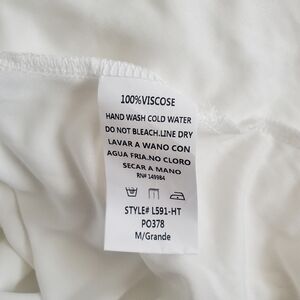 100%VISCOSE
HAND WASH COLD WATER
DO NOT BLEACH.LINE DRY
LAVAR A WANO CON
AGUA FRIA.NO CLORO
SECAR A MANO
RN# 149984
STYLE# L591-HT
PO378
M/Grande